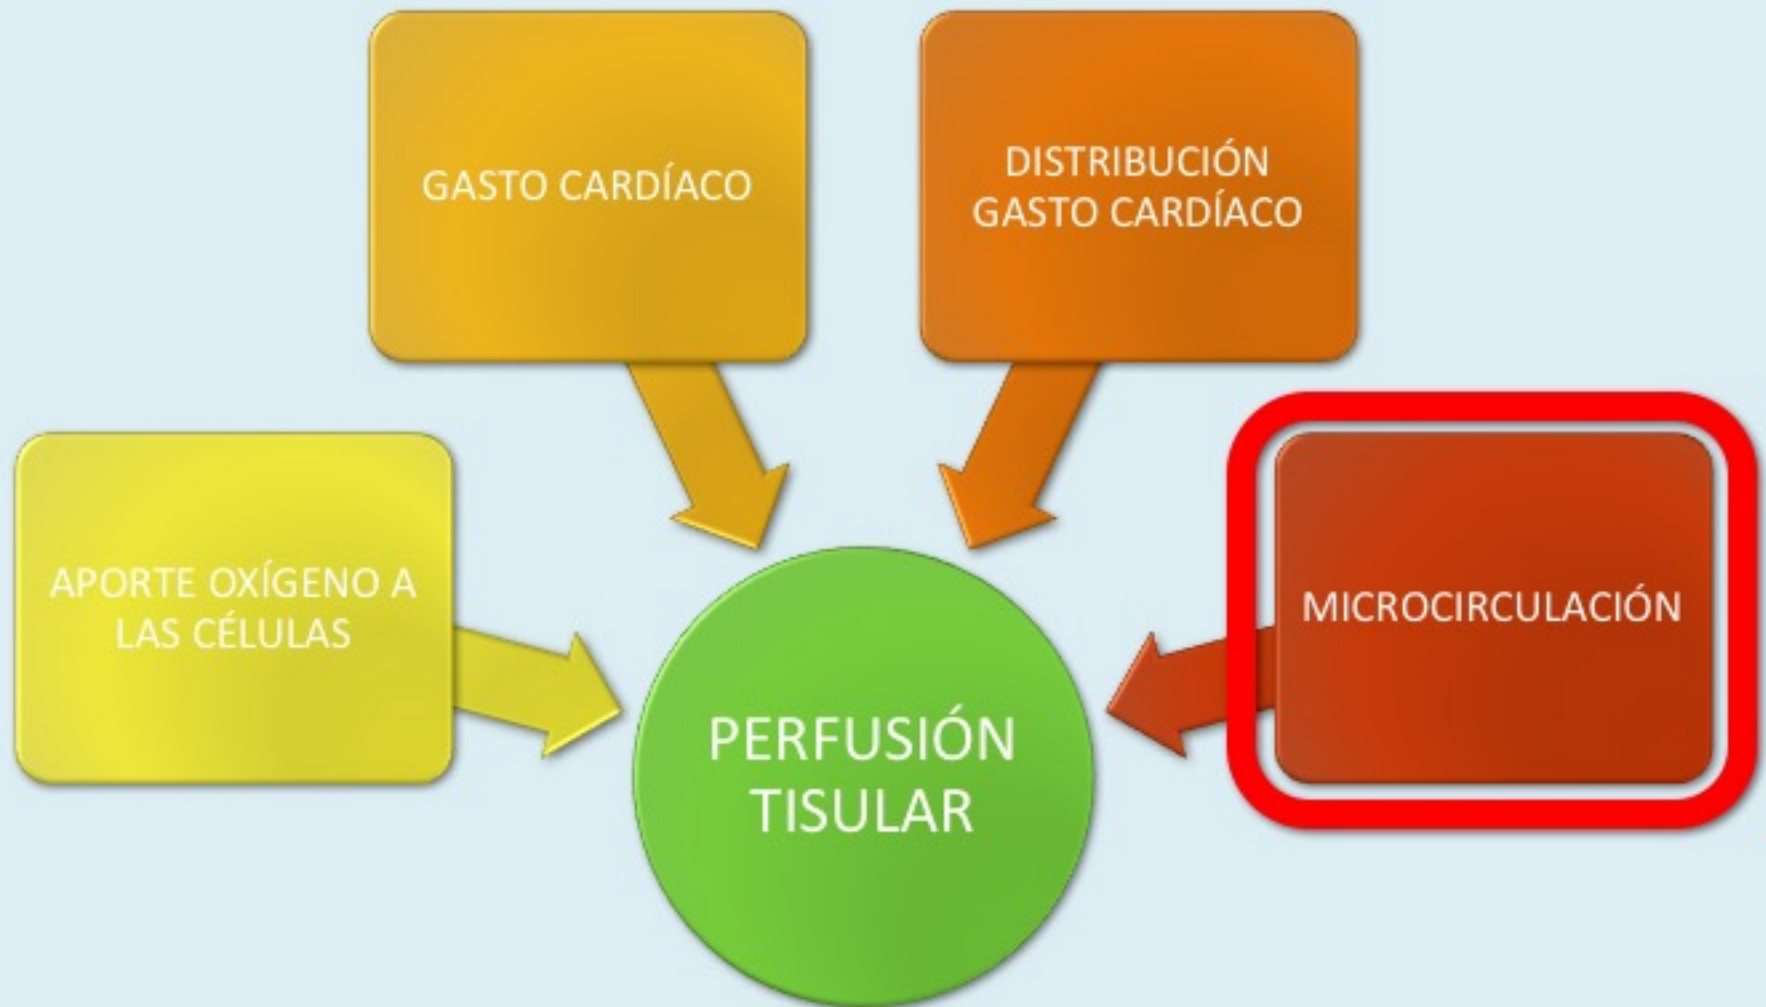 GASTO CARDÍACO
DISTRIBUCIÓN
GASTO CARDÍACO
APORTE OXÍGENO A
LAS CÉLULAS
MICROCIRCULACIÓN
PERFUSIÓN
TISULAR